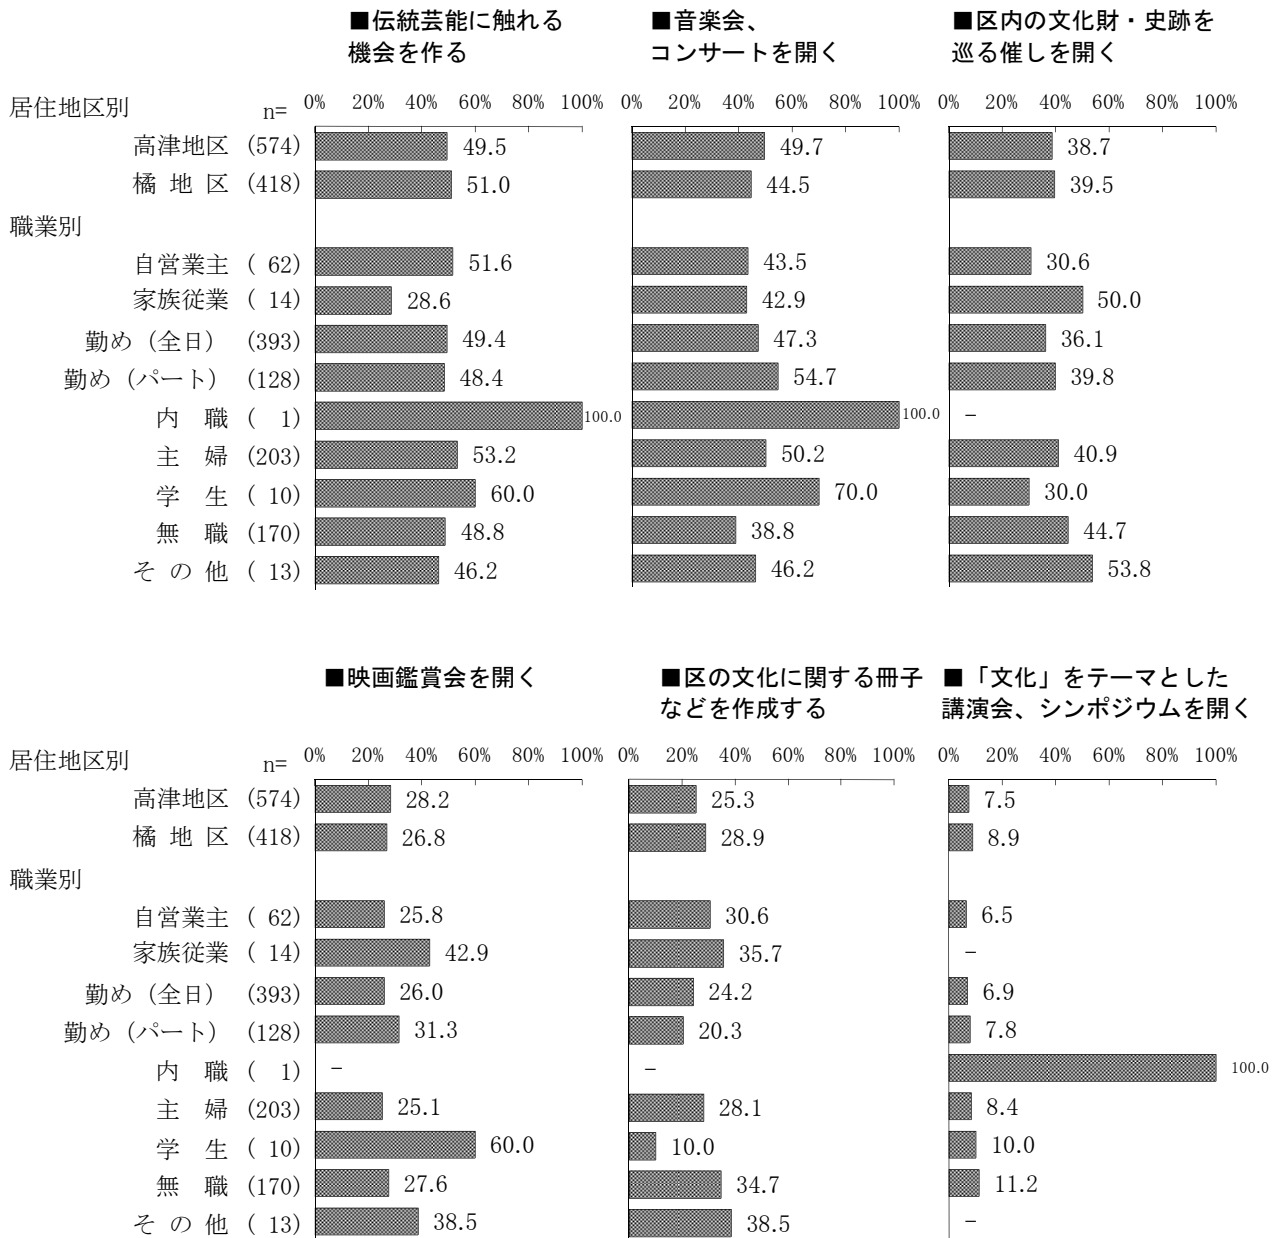 ■伝統芸能に触れる
機会を作る
■音楽会、
コンサートを開く
■区内の文化財・史跡を
巡る催しを開く
居住地区別 n= 0% 20% 40% 60% 80% 100% 0% 20% 40% 60% 80% 100% 0% 20% 40% 60% 80% 100%
高津地区 (574) 49.5 49.7 38.7
橘 地 区 (418) 51.0 44.5 39.5
職業別
自営業主 ( 62) 51.6 43.5 30.6
家族従業 ( 14) 28.6 42.9 50.0
勤め（全日） (393) 49.4 47.3 36.1
勤め（パート） (128) 48.4 54.7 39.8
内 職 ( 1) 100.0 100.0 -
主 婦 (203) 53.2 50.2 40.9
学 生 ( 10) 60.0 70.0 30.0
無 職 (170) 48.8 38.8 44.7
そ の 他 ( 13) 46.2 46.2 53.8
■映画鑑賞会を開く
■区の文化に関する冊子
などを作成する
■「文化」をテーマとした
講演会、シンポジウムを開く
居住地区別 n= 0% 20% 40% 60% 80% 100% 0% 20% 40% 60% 80% 100% 0% 20% 40% 60% 80% 100%
高津地区 (574) 28.2 25.3 7.5
橘 地 区 (418) 26.8 28.9 8.9
職業別
自営業主 ( 62) 25.8 30.6 6.5
家族従業 ( 14) 42.9 35.7 -
勤め（全日） (393) 26.0 24.2 6.9
勤め（パート） (128) 31.3 20.3 7.8
内 職 ( 1) - - 100.0
主 婦 (203) 25.1 28.1 8.4
学 生 ( 10) 60.0 10.0 10.0
無 職 (170) 27.6 34.7 11.2
そ の 他 ( 13) 38.5 38.5 -